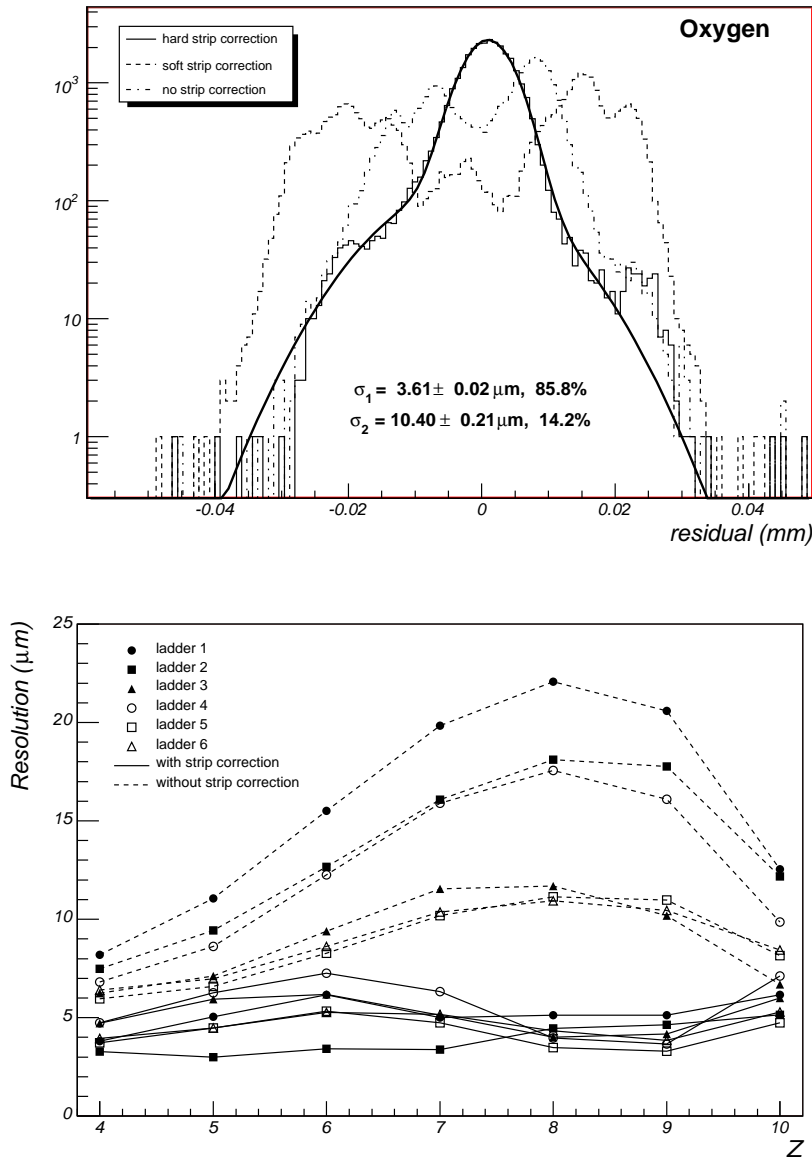 Oxygen
hard strip correction
soft strip correction
no strip correction
10³
10²
10
1
σ₁ = 3.61 ± 0.02 μm, 85.8%
σ₂ = 10.40 ± 0.21 μm, 14.2%
-0.04 -0.02 0 0.02 0.04
residual (mm)
Resolution (μm)
25
20
15
10
5
0
ladder 1
ladder 2
ladder 3
ladder 4
ladder 5
ladder 6
with strip correction
without strip correction
4 5 6 7 8 9 10
Z